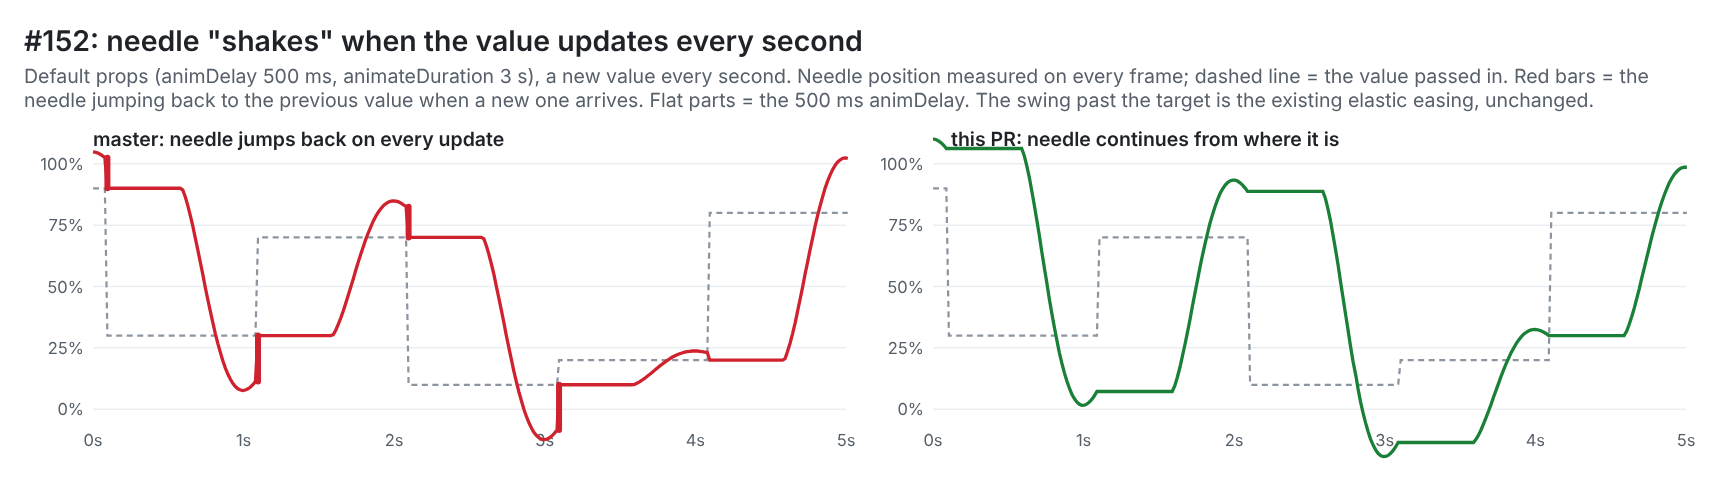 #152: needle "shakes" when the value updates every second
Default props (animDelay 500 ms, animateDuration 3 s), a new value every second. Needle position measured on every frame; dashed line = the value passed in. Red bars = the
needle jumping back to the previous value when a new one arrives. Flat parts = the 500 ms animDelay. The swing past the target is the existing elastic easing, unchanged.
master: needle jumps back on every update
100%
75%
50%
25%
0%
0s
1s
2s
3s
4s
5s
this PR: needle continues from where it is
100%
75%
50%
25%
0%
0s
1s
2s
3s
4s
5s